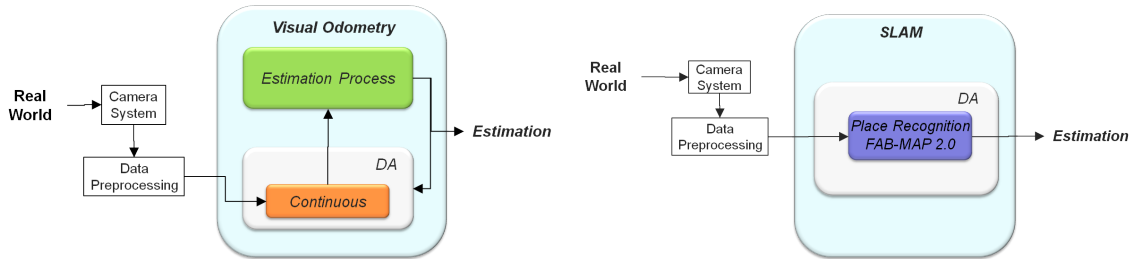 Visual Odometry
Estimation Process
Real
World
Camera
System
Estimation
Data
Preprocessing
DA
Continuous
SLAM
Real
World
Camera
System
DA
Data
Preprocessing
Place Recognition
FAB-MAP 2.0
Estimation